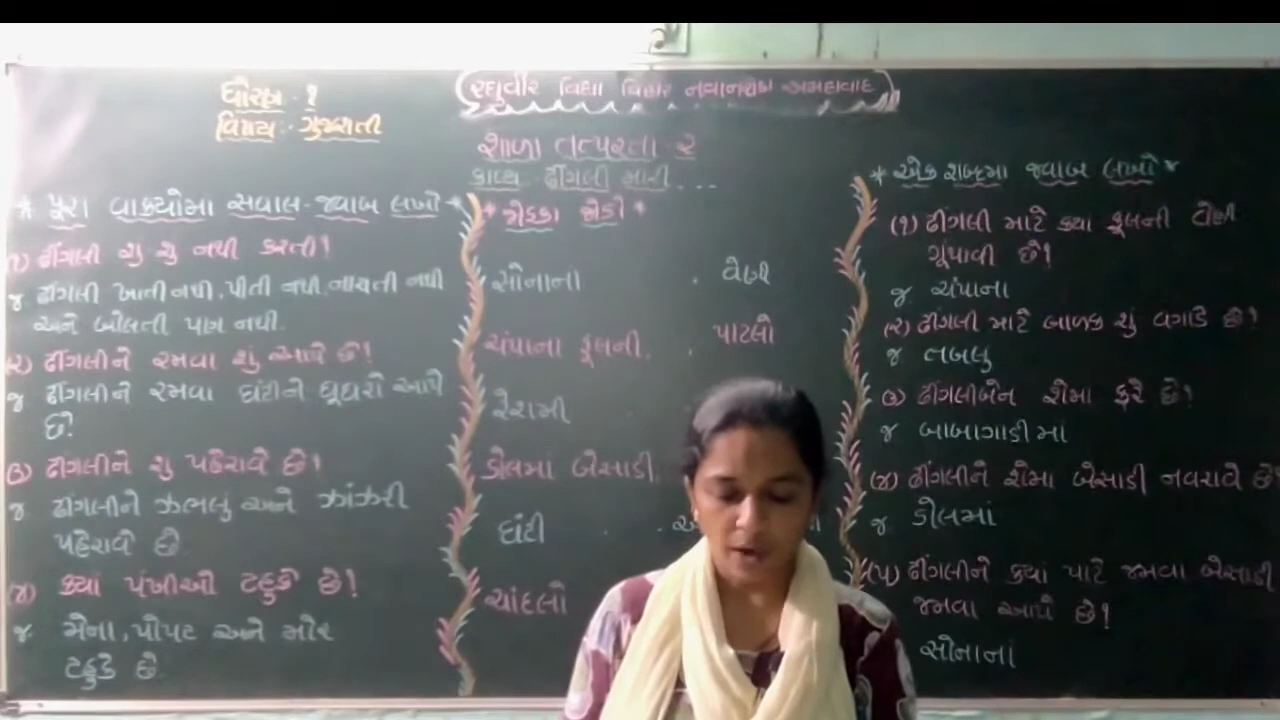 ધોરણ : ૧
વિષય : ગુજરાતી
રઘુવીર વિદ્યા વિહાર
શાળા તત્પરતા ૨
કાવ્ય ઢીંગલી મારી ...
* પૂરા વાક્યોમા સવાલ-જવાબ લખો *
(૧) ઢીંગલી શુ શુ નથી કરતી?
જ ઢીંગલી ખાતી નથી, પીતી નથી, નાચતી નથી
અને બોલતી પણ નથી.
(૨) ઢીંગલીને રમવા શું આપે છે?
જ ઢીંગલીને રમવા ઘંટીને ઘૂઘરો આપે
છે.
(૩) ઢીંગલીને શુ પહેરાવે છે?
જ ઢીંગલીને ઝભલુ અને ઝાંઝરી
પહેરાવે છે
(૪) ક્યા પંખીઓ ટહુકે છે?
જ. મેના, પોપટ અને મોર
ટહુકે છે.
* જોડકા જોડો *
સોનાનો . વેણી
ચંપાના ફૂલની . પાટલો
રેશમી
ડોલમાં બેસાડી
ઘંટી
ચાંદલો
* એક શબ્દમા જવાબ લખો *
(૧) ઢીંગલી માટે ક્યા ફૂલની
ગૂંથાવી છે?
જ ચંપાના
(૨) ઢીંગલી માટે બાળક શું વગાડે છે?
જ તબલુ
(૩) ઢીંગલીબેન શેમા ફરે છે?
જ બાબાગાડીમાં
(૪) ઢીંગલીને શેમા બેસાડી નવરાવે છે
જ. ડોલમાં
(૫) ઢીંગલીને ક્યાં પાટે જમવા બેસાડી
જમવા આપે છે?
સોનાના